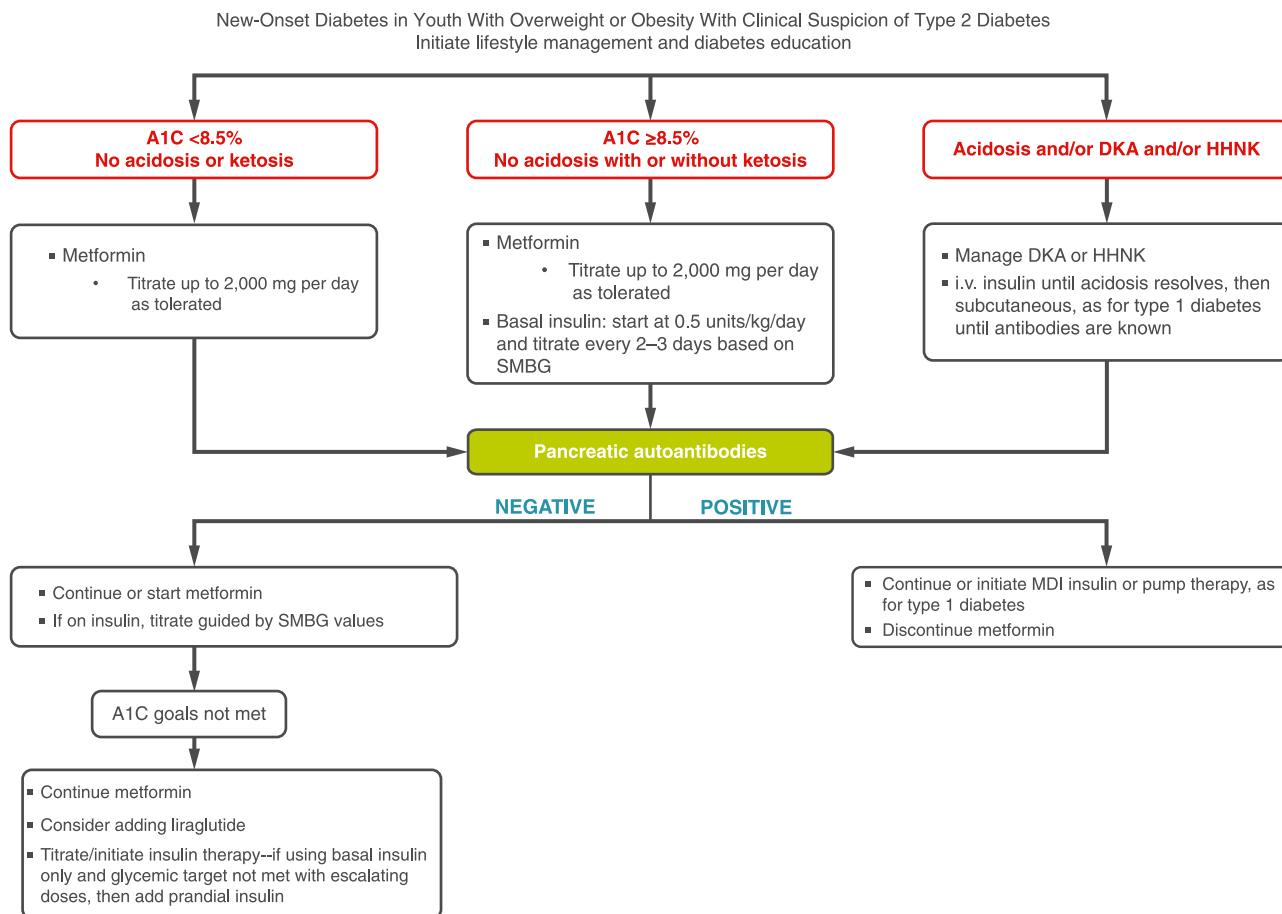 New-Onset Diabetes in Youth With Overweight or Obesity With Clinical Suspicion of Type 2 Diabetes
Initiate lifestyle management and diabetes education
A1C <8.5%
No acidosis or ketosis
A1C ≥8.5%
No acidosis with or without ketosis
Acidosis and/or DKA and/or HHNK
▪ Metformin
• Titrate up to 2,000 mg per day
as tolerated
▪ Metformin
• Titrate up to 2,000 mg per day
as tolerated
▪ Basal insulin: start at 0.5 units/kg/day
and titrate every 2–3 days based on
SMBG
▪ Manage DKA or HHNK
▪ i.v. insulin until acidosis resolves, then
subcutaneous, as for type 1 diabetes
until antibodies are known
Pancreatic autoantibodies
NEGATIVE
POSITIVE
▪ Continue or start metformin
▪ If on insulin, titrate guided by SMBG values
▪ Continue or initiate MDI insulin or pump therapy, as
for type 1 diabetes
▪ Discontinue metformin
A1C goals not met
▪ Continue metformin
▪ Consider adding liraglutide
▪ Titrate/initiate insulin therapy--if using basal insulin
only and glycemic target not met with escalating
doses, then add prandial insulin